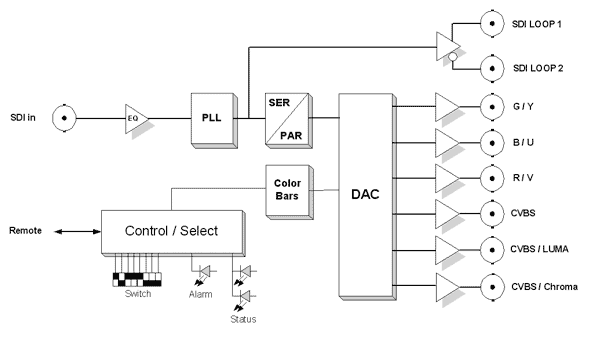 SDI LOOP 1
SDI LOOP 2
SDI in
EQ
PLL
SER
PAR
DAC
G / Y
B / U
R / V
CVBS
CVBS / LUMA
CVBS / Chroma
Color
Bars
Remote
Control / Select
Switch
Alarm
Status